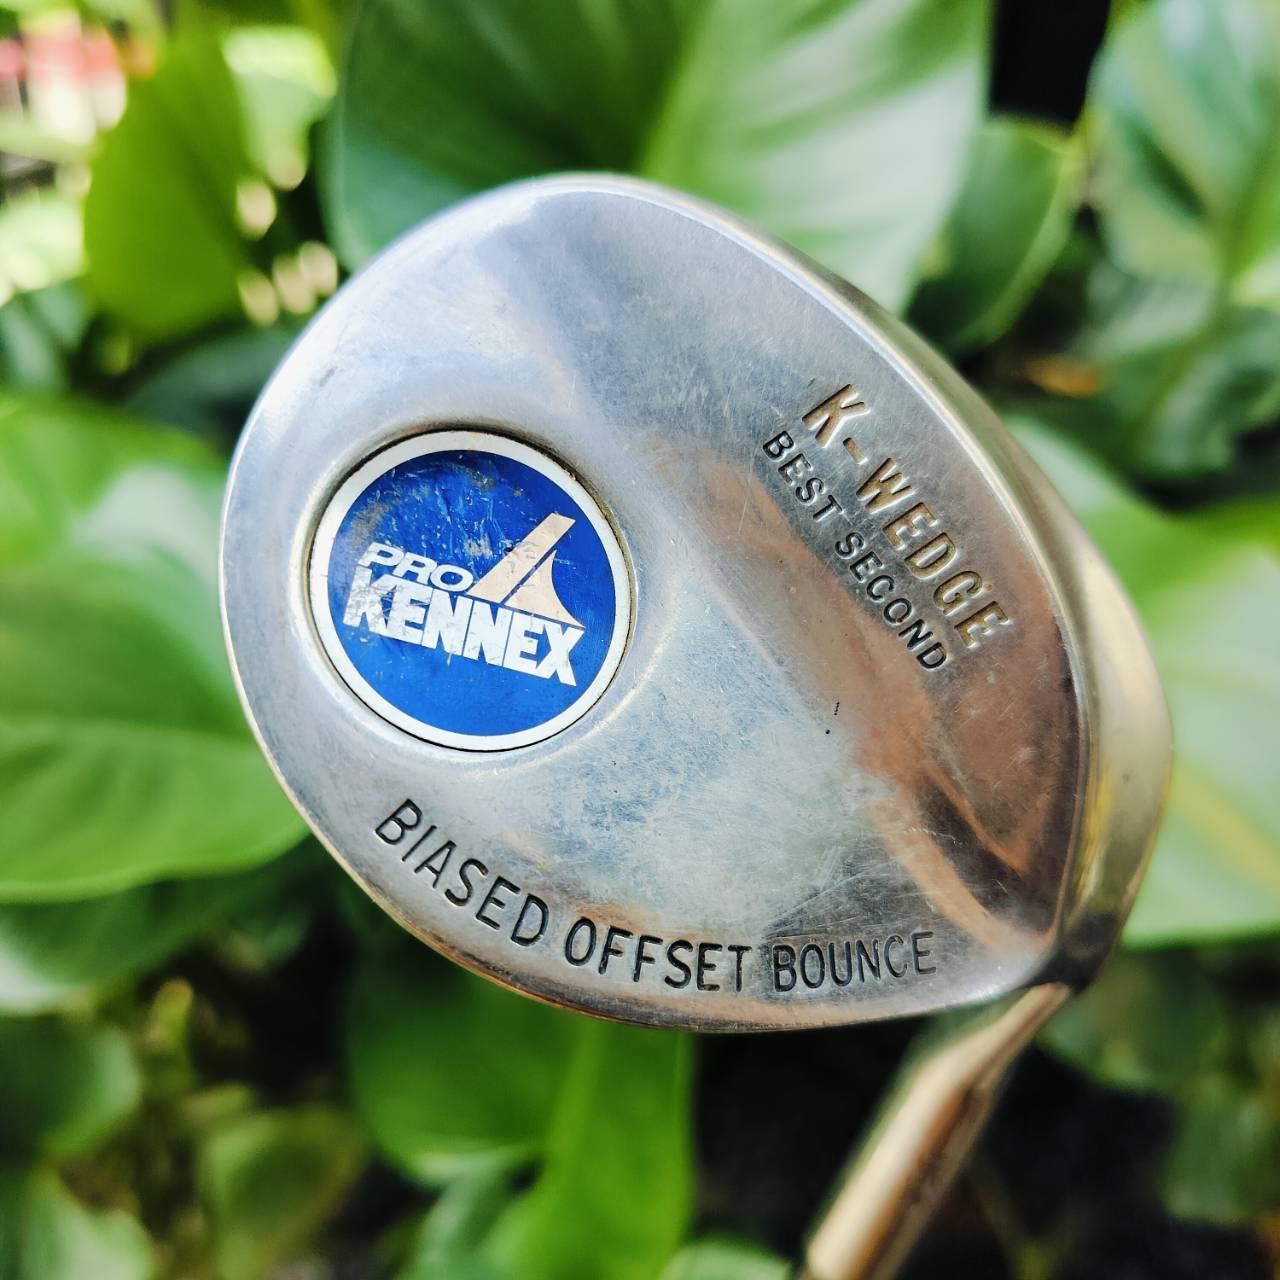 PRO
KENNEX
K-WEDGE
BEST SECOND
BIASED OFFSET BOUNCE